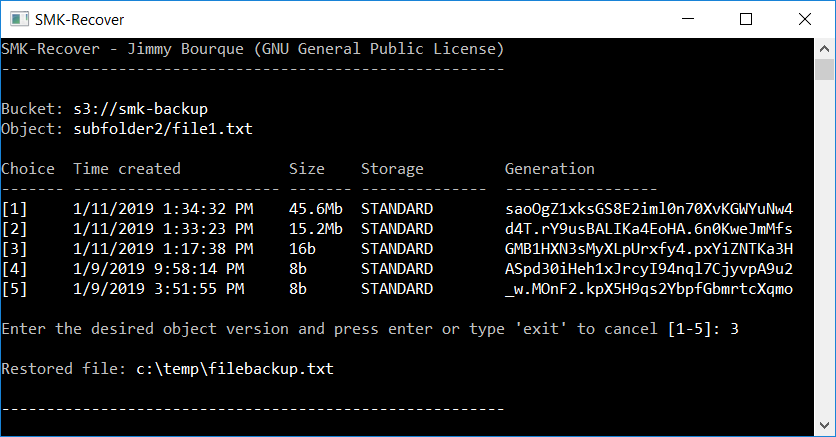 SMK-Recover
SMK-Recover - Jimmy Bourque (GNU General Public License)
--------------------------------------------------------
Bucket: s3://smk-backup
Object: subfolder2/file1.txt
Choice  Time created            Size    Storage         Generation
------- ----------------------- ------- --------------  -----------------
[1]     1/11/2019 1:34:32 PM    45.6Mb  STANDARD        saoOgZ1xksGS8E2iml0n70XvKGWYuNw4
[2]     1/11/2019 1:33:23 PM    15.2Mb  STANDARD        d4T.rY9usBALIKa4EoHA.6n0KweJmMfs
[3]     1/11/2019 1:17:38 PM    16b     STANDARD        GMB1HXN3sMyXLpUrxfy4.pxYiZNTKa3H
[4]     1/9/2019 9:58:14 PM     8b      STANDARD        ASpd30iHeh1xJrcyI94nql7CjyvpA9u2
[5]     1/9/2019 3:51:55 PM     8b      STANDARD        _w.MOnF2.kpX5H9qs2YbpfGbmrtcXqmo
Enter the desired object version and press enter or type 'exit' to cancel [1-5]: 3
Restored file: c:\temp\filebackup.txt
--------------------------------------------------------